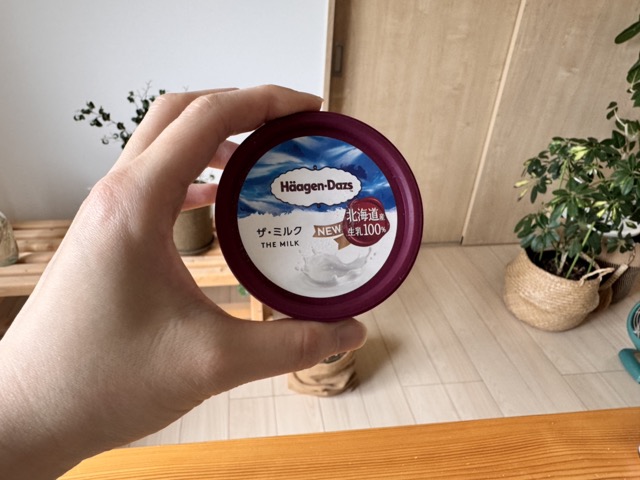 Häagen-Dazs
ザ・ミルク
THE MILK
NEW
北海道産
生乳100%